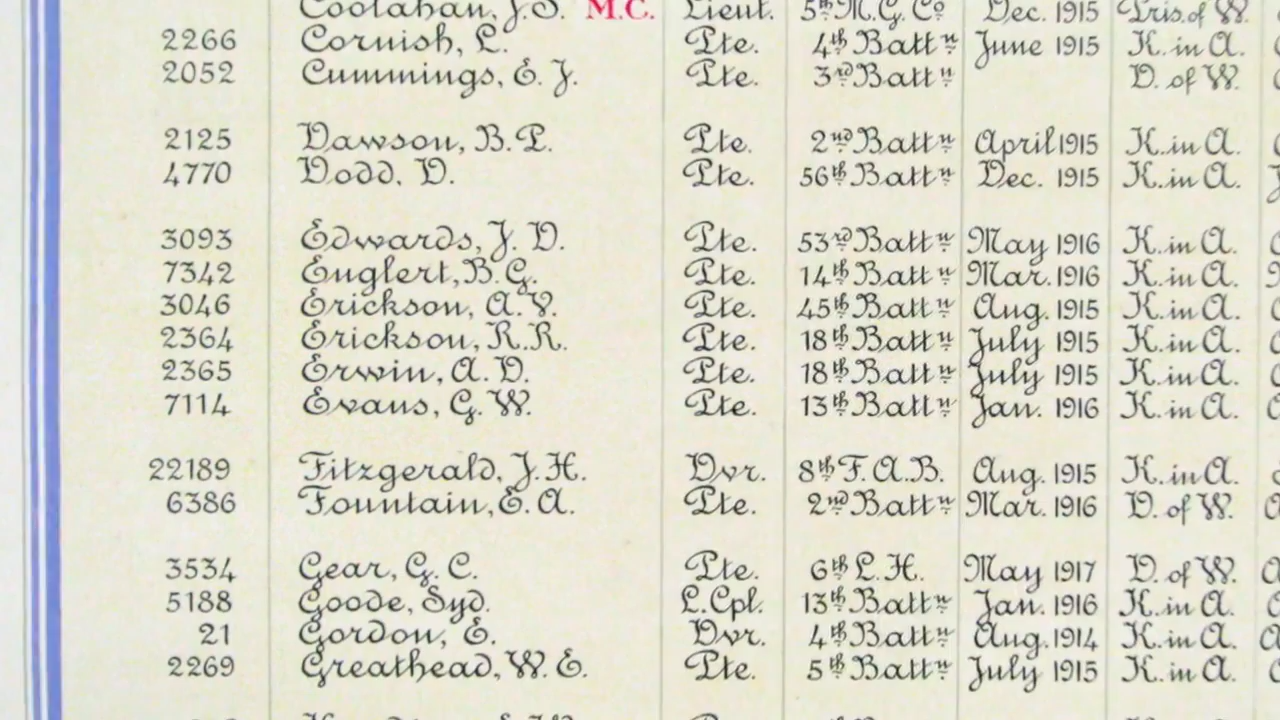 Coolahan, J.S. M.C. Lieut. 5th M.G. Co Dec. 1915 Pris. of W.
2266 Cornish, L. Pte. 4th Battn June 1915 K. in A.
2052 Cummings, E. J. Pte. 3rd Battn D. of W.
2125 Dawson, B.P. Pte. 2nd Battn April 1915 K. in A.
4770 Dodd, D. Pte. 56th Battn Dec. 1915 K. in A.
3093 Edwards, J. D. Pte. 53rd Battn May 1916 K. in A.
7342 Englert, B.G. Pte. 14th Battn Mar. 1916 K. in A.
3046 Erickson, A.V. Pte. 45th Battn Aug. 1915 K. in A.
2364 Erickson, R.R. Pte. 18th Battn July 1915 K. in A.
2365 Erwin, A. D. Pte. 18th Battn July 1915 K. in A.
7114 Evans, G. W. Pte. 13th Battn Jan. 1916 K. in A.
22189 Fitzgerald, J.H. Dvr. 8th F.A.B. Aug. 1915 K. in A.
6386 Fountain, E. A. Pte. 2nd Battn Mar. 1916 D. of W.
3534 Gear, G. C. Pte. 6th L.H. May 1917 D. of W.
5188 Goode, Syd. L.Cpl. 13th Battn Jan. 1916 K. in A.
21 Gordon, E. Dvr. 4th Battn Aug. 1914 K. in A.
2269 Greathead, W. E. Pte. 5th Battn July 1915 K. in A.